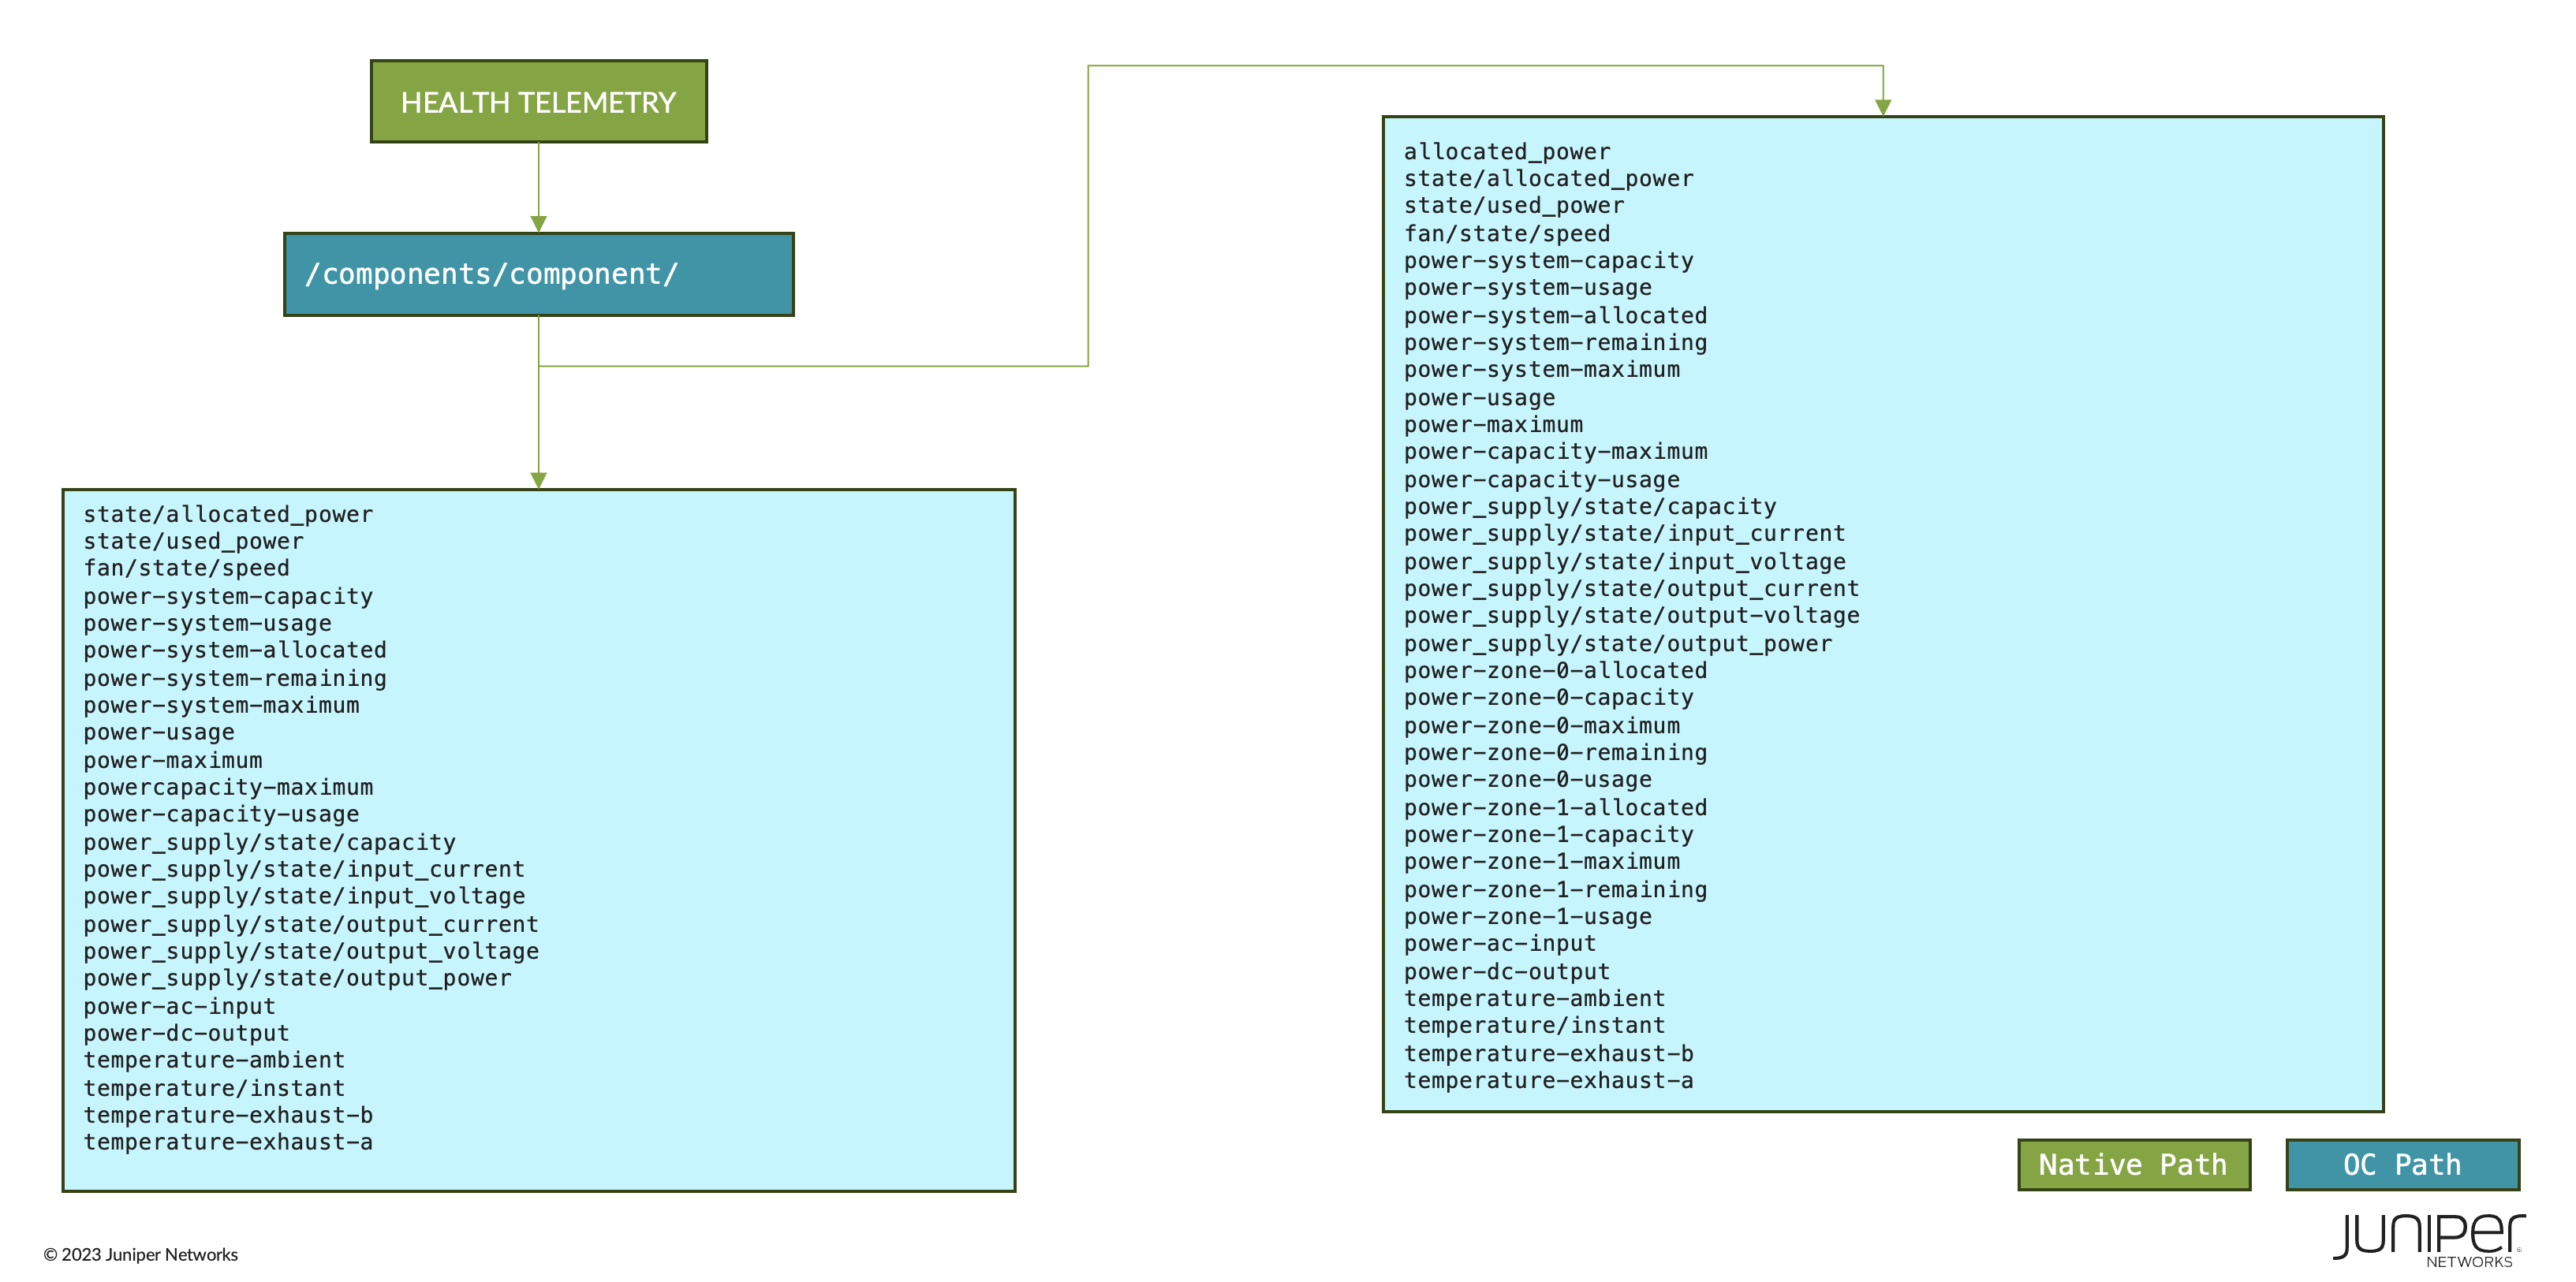 HEALTH TELEMETRY
/components/component/
state/allocated_power
state/used_power
fan/state/speed
power-system-capacity
power-system-usage
power-system-allocated
power-system-remaining
power-system-maximum
power-usage
power-maximum
powercapacity-maximum
power-capacity-usage
power_supply/state/capacity
power_supply/state/input_current
power_supply/state/input_voltage
power_supply/state/output_current
power_supply/state/output_voltage
power_supply/state/output_power
power-ac-input
power-dc-output
temperature-ambient
temperature/instant
temperature-exhaust-b
temperature-exhaust-a
allocated_power
state/allocated_power
state/used_power
fan/state/speed
power-system-capacity
power-system-usage
power-system-allocated
power-system-remaining
power-system-maximum
power-usage
power-maximum
power-capacity-maximum
power-capacity-usage
power_supply/state/capacity
power_supply/state/input_current
power_supply/state/input_voltage
power_supply/state/output_current
power_supply/state/output-voltage
power_supply/state/output_power
power-zone-0-allocated
power-zone-0-capacity
power-zone-0-maximum
power-zone-0-remaining
power-zone-0-usage
power-zone-1-allocated
power-zone-1-capacity
power-zone-1-maximum
power-zone-1-remaining
power-zone-1-usage
power-ac-input
power-dc-output
temperature-ambient
temperature/instant
temperature-exhaust-b
temperature-exhaust-a
Native Path
OC Path
© 2023 Juniper Networks
JUNIPEr
NETWORKS